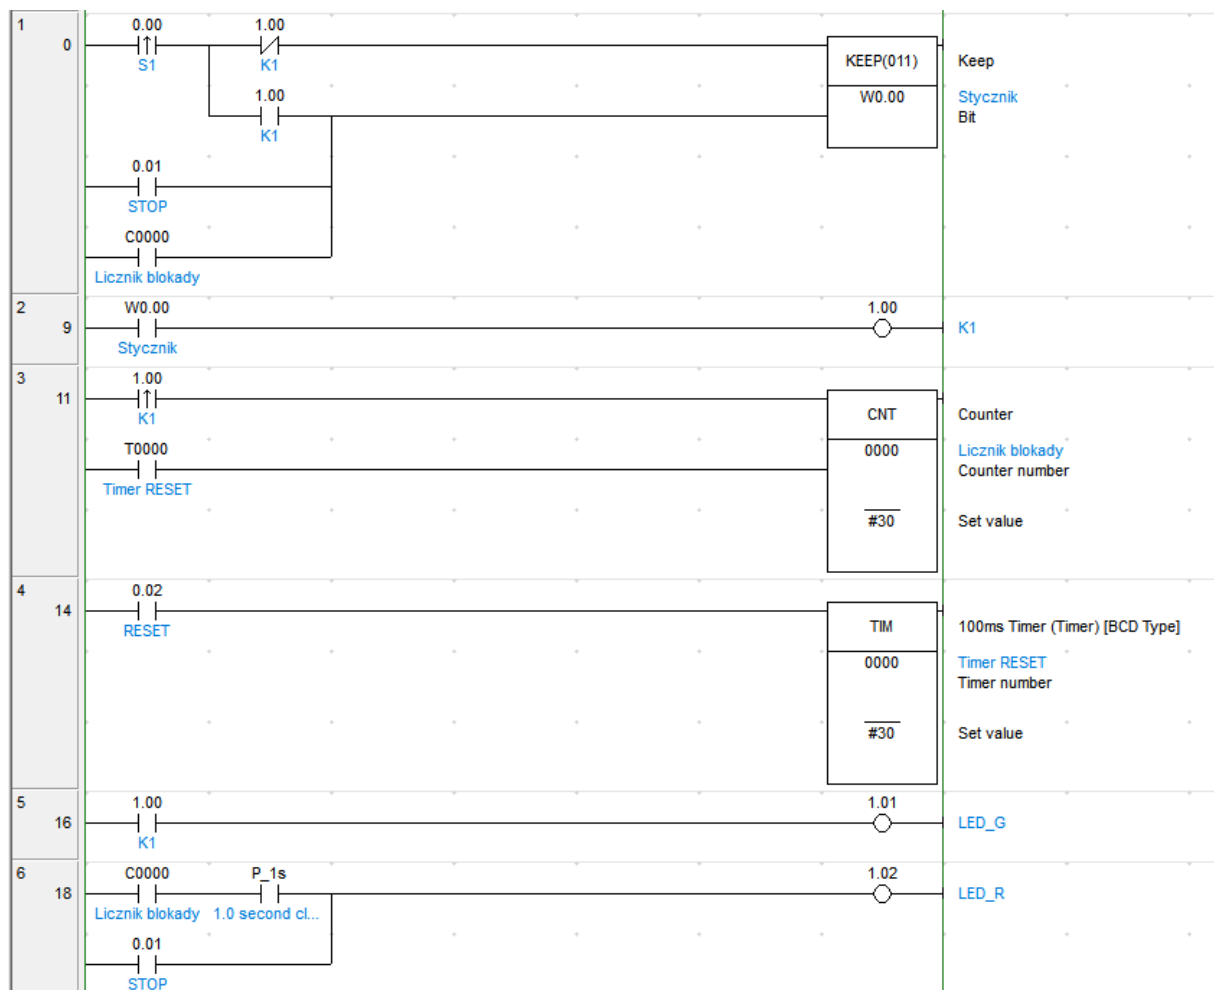 1
0.00
1.00
0
S1
K1
KEEP(011)
Keep
1.00
W0.00
Stycznik
K1
Bit
0.01
STOP
C0000
Licznik blokady
2
W0.00
1.00
9
K1
Stycznik
3
1.00
11
K1
CNT
Counter
T0000
0000
Licznik blokady
Timer RESET
Counter number
#30
Set value
4
0.02
14
RESET
TIM
100ms Timer (Timer) [BCD Type]
0000
Timer RESET
Timer number
#30
Set value
5
1.00
1.01
16
LED_G
K1
6
C0000
P_1s
1.02
18
LED_R
Licznik blokady
1.0 second cl...
0.01
STOP